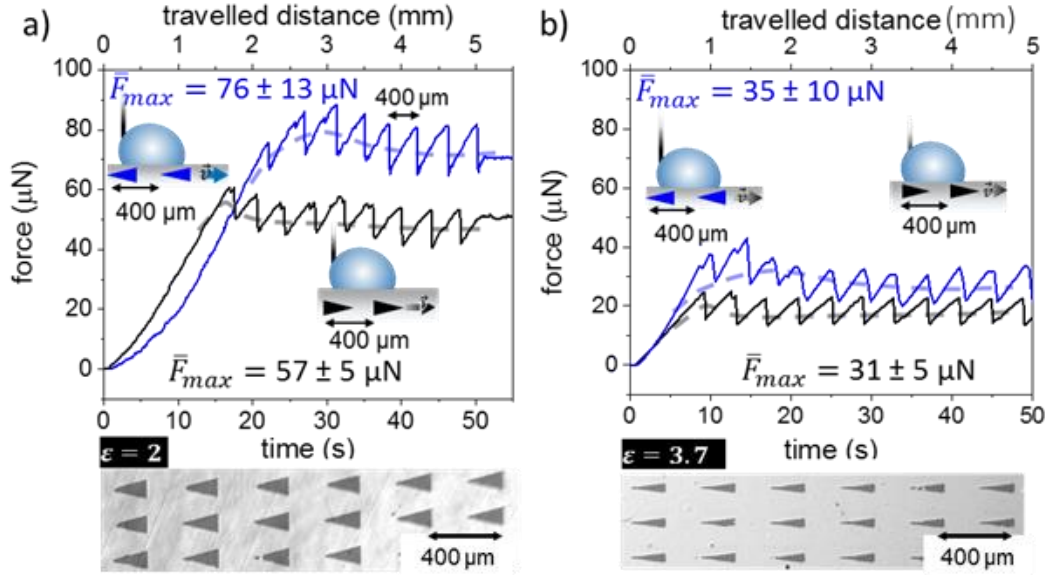 a)
travelled distance (mm)
0 1 2 3 4 5
F̅max = 76 ± 13 µN
400 µm
v⃗
400 µm
v⃗
400 µm
F̅max = 57 ± 5 µN
force (µN)
100
80
60
40
20
0
0 10 20 30 40 50
time (s)
ε = 2
400 µm
b)
travelled distance (mm)
0 1 2 3 4 5
F̅max = 35 ± 10 µN
v⃗
400 µm
v⃗
400 µm
F̅max = 31 ± 5 µN
force (µN)
100
80
60
40
20
0
0 10 20 30 40 50
time (s)
ε = 3.7
400 µm